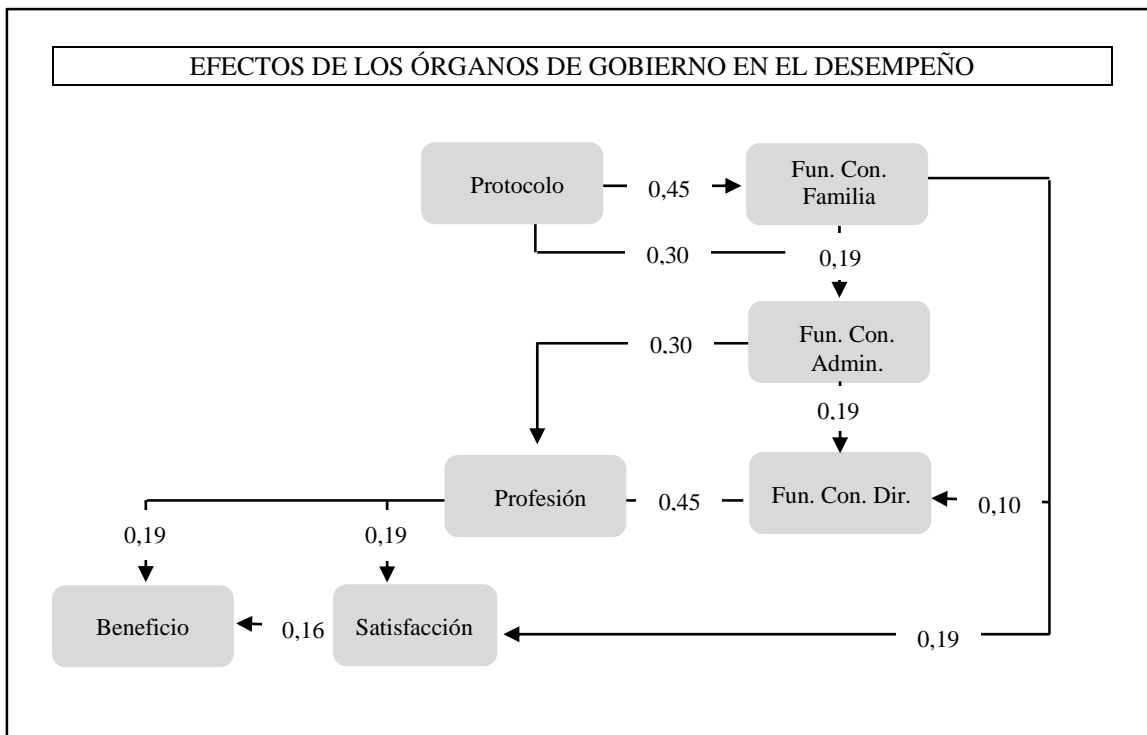 EFECTOS DE LOS ÓRGANOS DE GOBIERNO EN EL DESEMPEÑO
Protocolo
0,45
Fun. Con.
Familia
0,30
0,19
0,30
Fun. Con.
Admin.
0,19
Profesión
0,45
Fun. Con. Dir.
0,10
0,19
0,19
Beneficio
0,16
Satisfacción
0,19